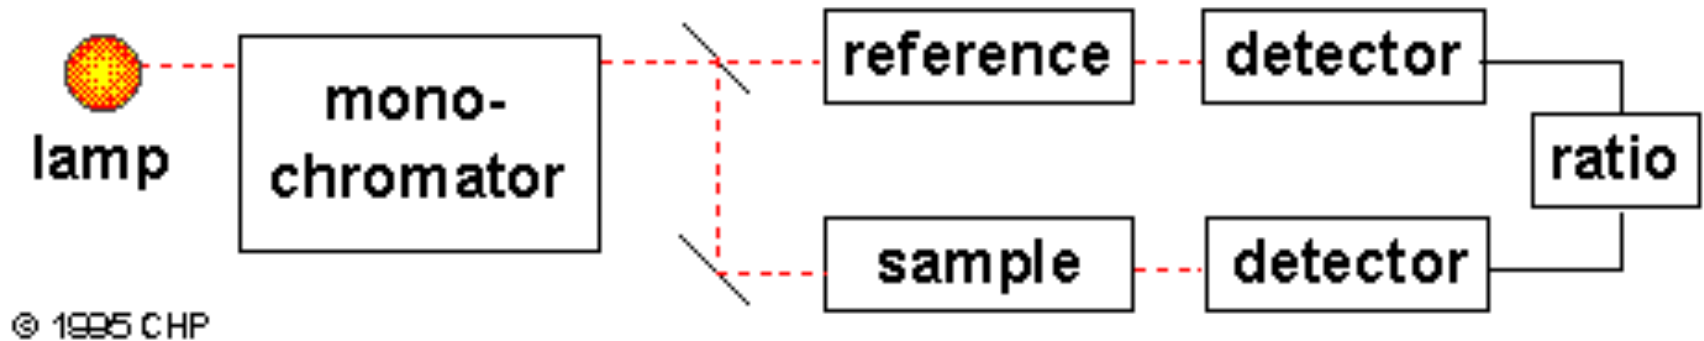 lamp
mono-
chromator
reference
detector
ratio
sample
detector
© 1995 CHP